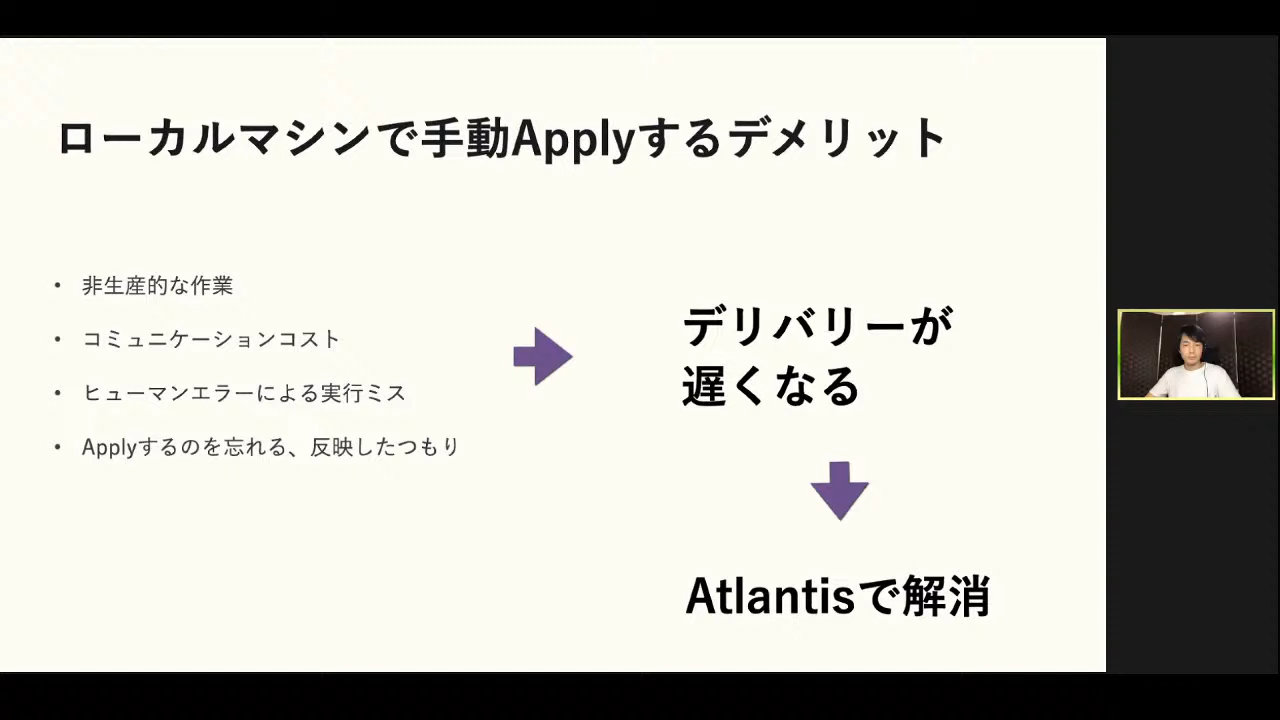 ローカルマシンで手動Applyするデメリット
• 非生産的な作業
• コミュニケーションコスト
• ヒューマンエラーによる実行ミス
• Applyするのを忘れる、反映したつもり
デリバリーが
遅くなる
Atlantisで解消